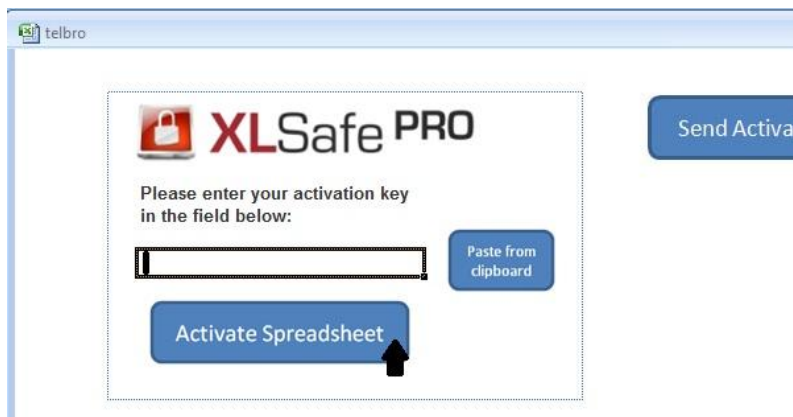 telbro
XLSafe PRO
Send Activa
Please enter your activation key
in the field below:
Paste from
clipboard
Activate Spreadsheet